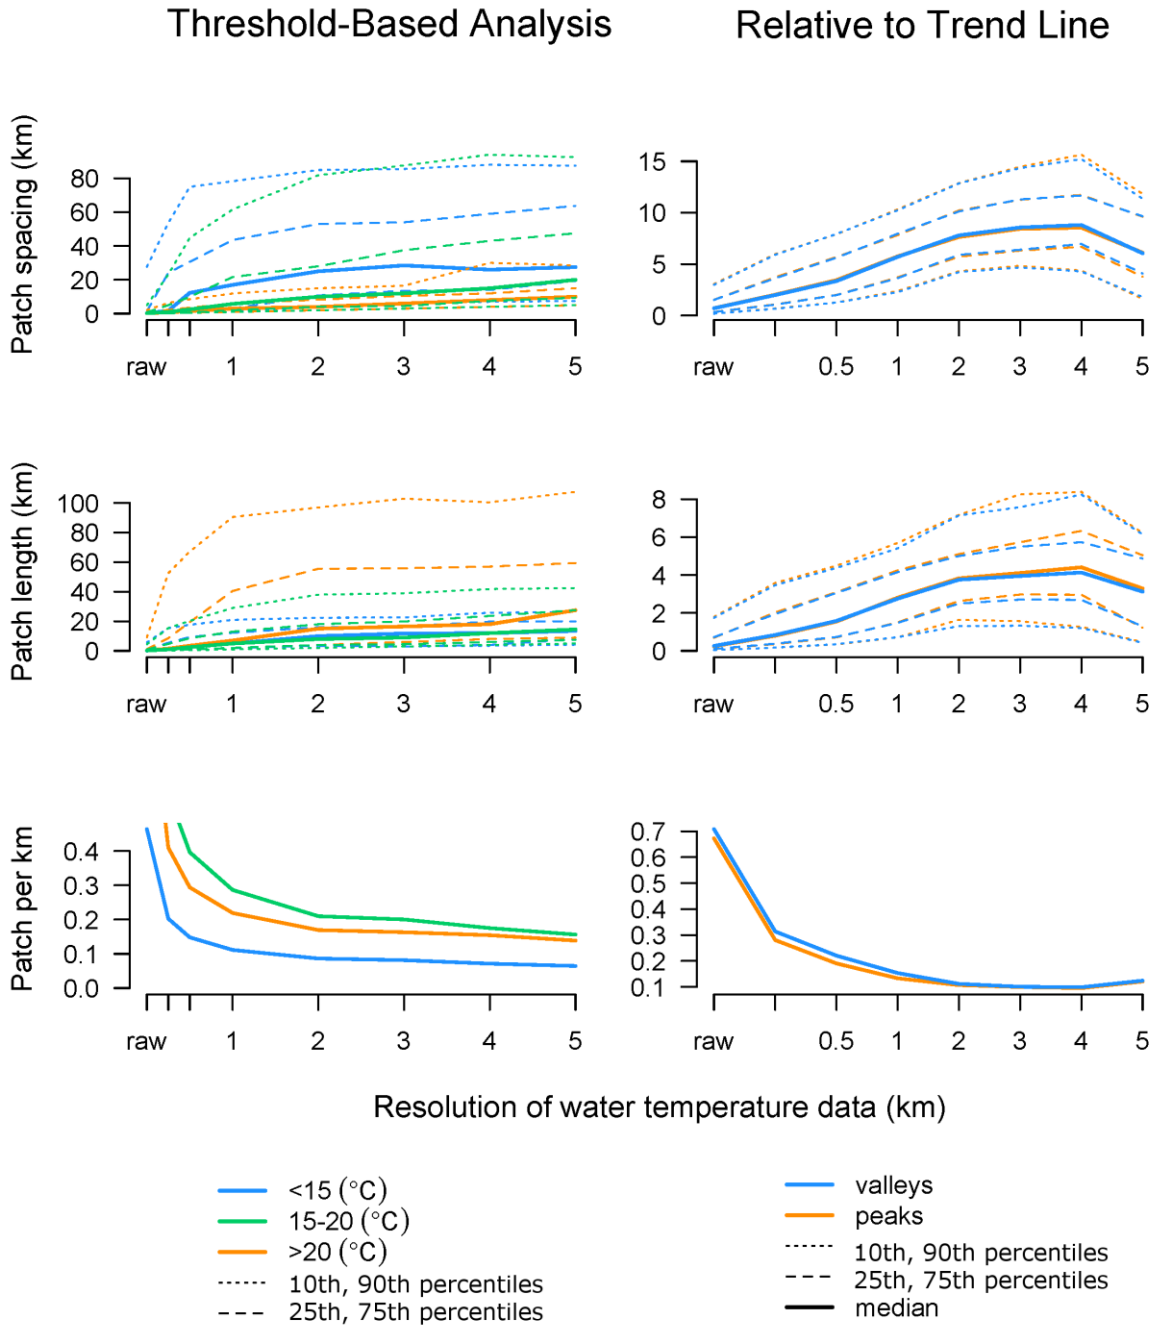 Threshold-Based Analysis
Relative to Trend Line
Patch spacing (km)
80
60
40
20
0
raw 1 2 3 4 5
15
10
5
0
raw 0.5 1 2 3 4 5
Patch length (km)
100
80
60
40
20
0
raw 1 2 3 4 5
8
6
4
2
0
raw 0.5 1 2 3 4 5
Patch per km
0.4
0.3
0.2
0.1
0.0
raw 1 2 3 4 5
0.7
0.6
0.5
0.4
0.3
0.2
0.1
raw 0.5 1 2 3 4 5
Resolution of water temperature data (km)
<15 (°C)
15-20 (°C)
>20 (°C)
10th, 90th percentiles
25th, 75th percentiles
valleys
peaks
10th, 90th percentiles
25th, 75th percentiles
median